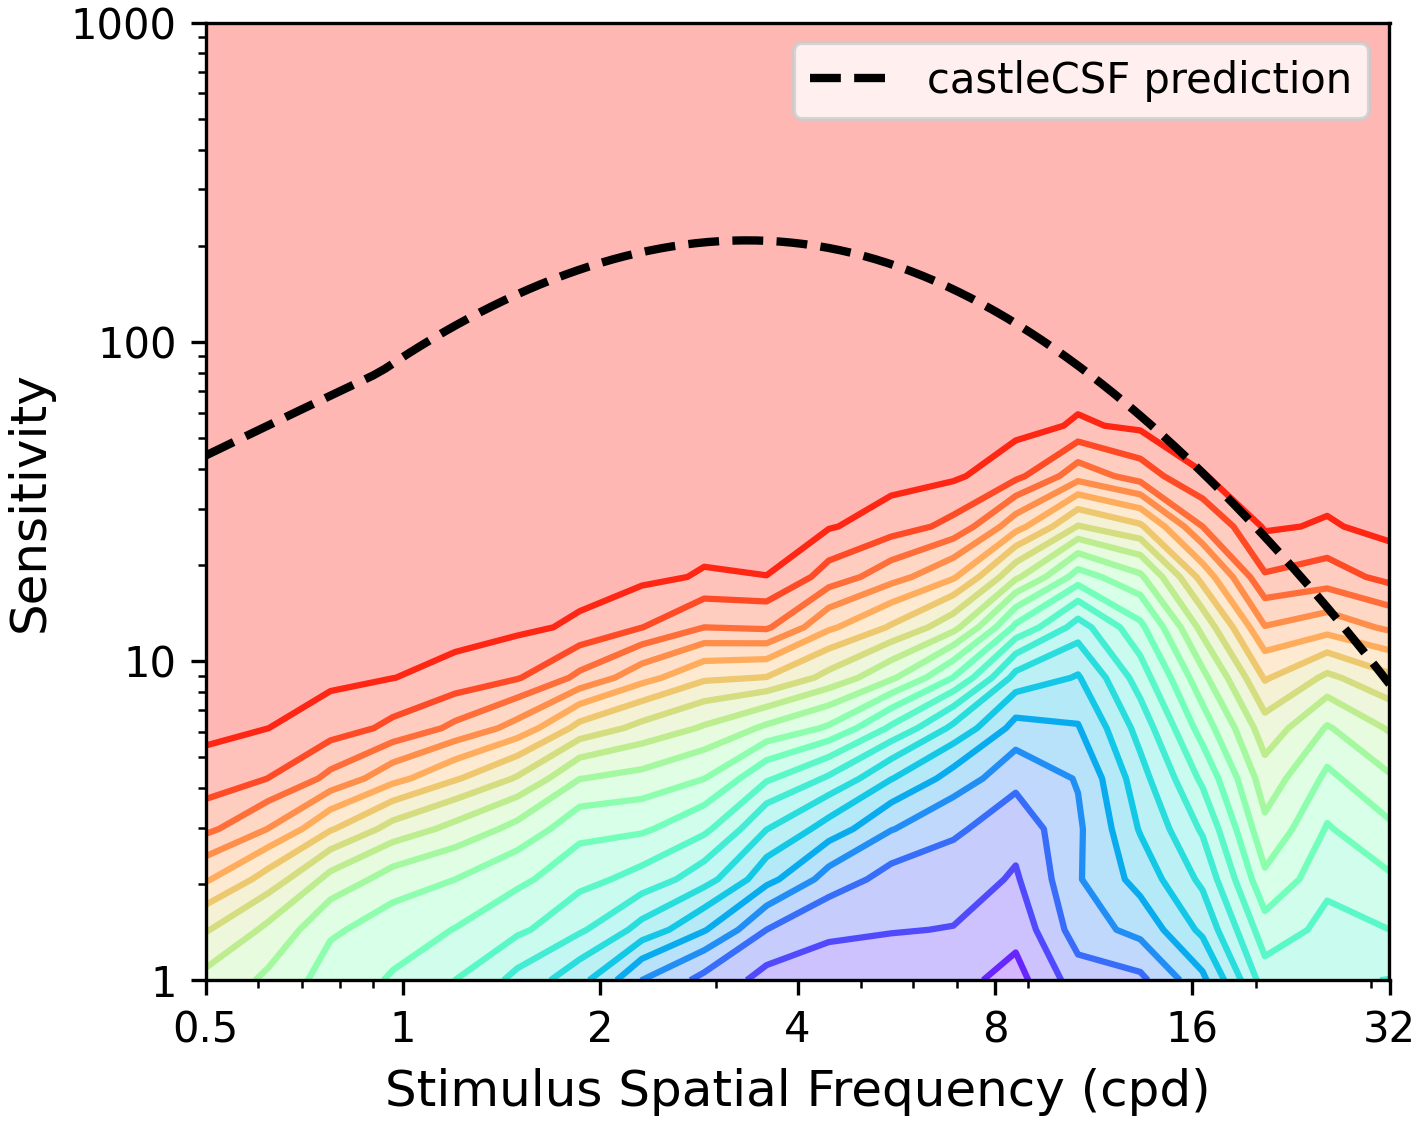 1000
castleCSF prediction
100
Sensitivity
10
1
0.5 1 2 4 8 16 32
Stimulus Spatial Frequency (cpd)